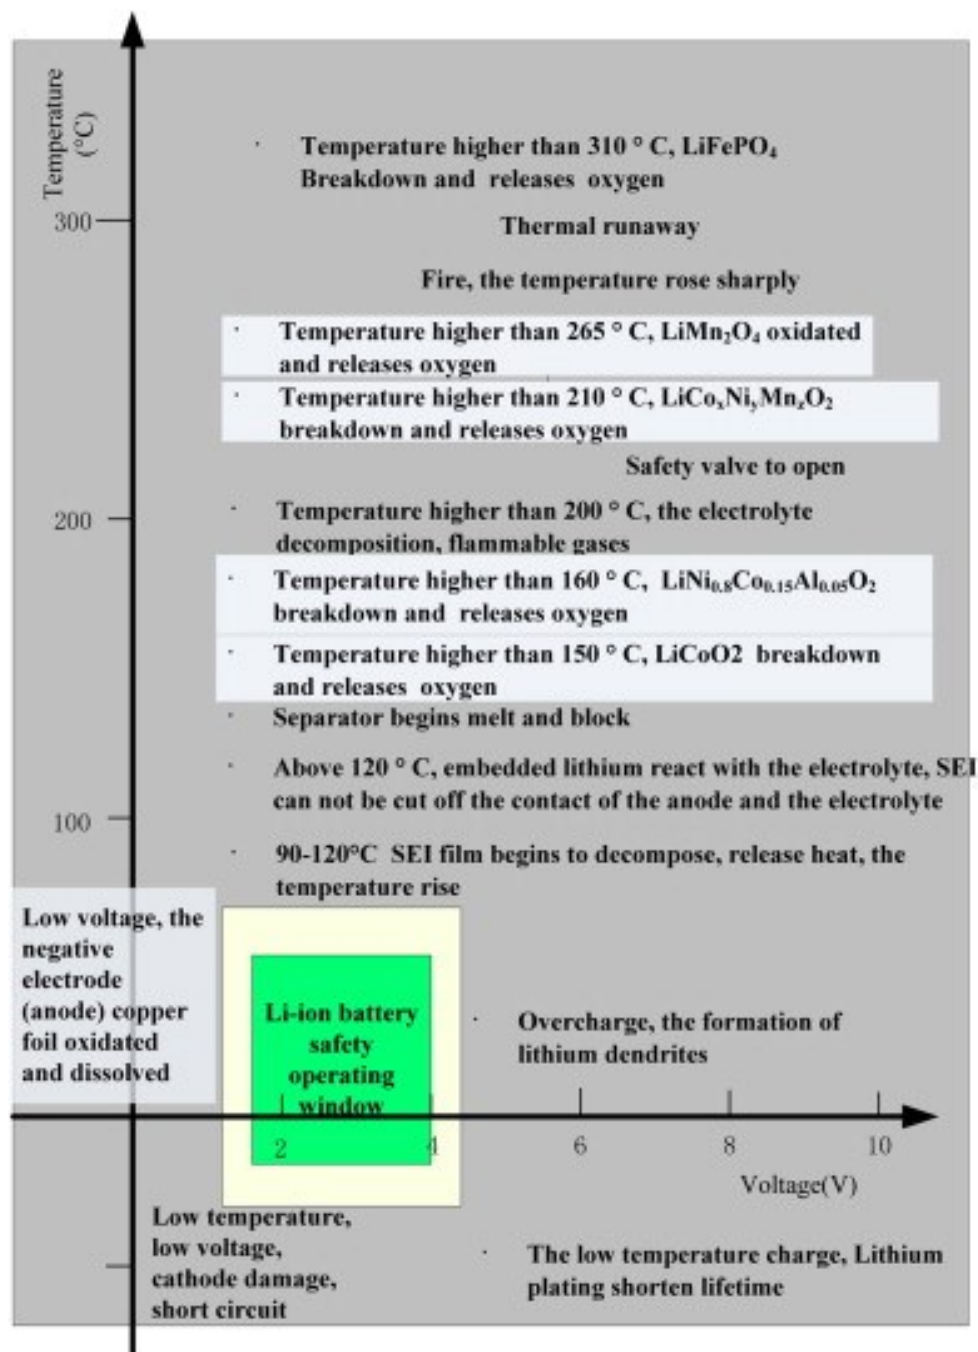 Temperature
(°C)
Temperature higher than 310 ° C, LiFePO₄
Breakdown and releases oxygen
300
Thermal runaway
Fire, the temperature rose sharply
Temperature higher than 265 ° C, LiMn₂O₄ oxidated
and releases oxygen
Temperature higher than 210 ° C, LiCoₓNiᵧMn_zO₂
breakdown and releases oxygen
Safety valve to open
200
Temperature higher than 200 ° C, the electrolyte
decomposition, flammable gases
Temperature higher than 160 ° C, LiNi₀.₈Co₀.₁₅Al₀.₀₅O₂
breakdown and releases oxygen
Temperature higher than 150 ° C, LiCoO2 breakdown
and releases oxygen
Separator begins melt and block
Above 120 ° C, embedded lithium react with the electrolyte, SEI
can not be cut off the contact of the anode and the electrolyte
100
90-120°C SEI film begins to decompose, release heat, the
temperature rise
Low voltage, the
negative
electrode
(anode) copper
foil oxidated
and dissolved
Li-ion battery
safety
operating
window
Overcharge, the formation of
lithium dendrites
2
4
6
8
10
Voltage(V)
Low temperature,
low voltage,
cathode damage,
short circuit
The low temperature charge, Lithium
plating shorten lifetime